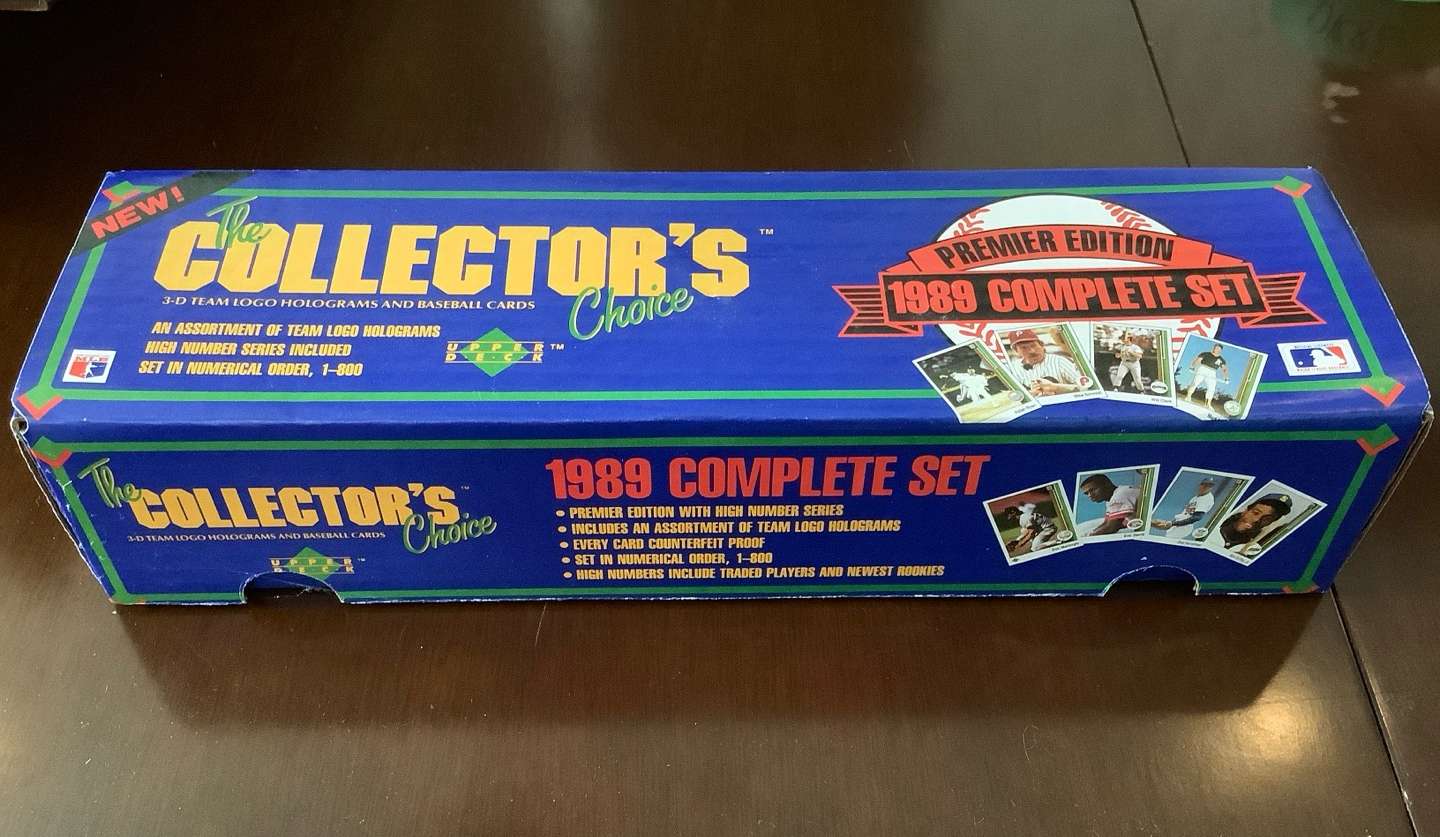 NEW!
The
COLLECTOR'S™
Choice
3-D TEAM LOGO HOLOGRAMS AND BASEBALL CARDS
AN ASSORTMENT OF TEAM LOGO HOLOGRAMS
HIGH NUMBER SERIES INCLUDED
SET IN NUMERICAL ORDER, 1–800
UPPER™
DECK
PREMIER EDITION
1989 COMPLETE SET
The
COLLECTOR'S™
Choice
3-D TEAM LOGO HOLOGRAMS AND BASEBALL CARDS
UPPER™
DECK
1989 COMPLETE SET
• PREMIER EDITION WITH HIGH NUMBER SERIES
• INCLUDES AN ASSORTMENT OF TEAM LOGO HOLOGRAMS
• EVERY CARD COUNTERFEIT PROOF
• SET IN NUMERICAL ORDER, 1–800
• HIGH NUMBERS INCLUDE TRADED PLAYERS AND NEWEST ROOKIES